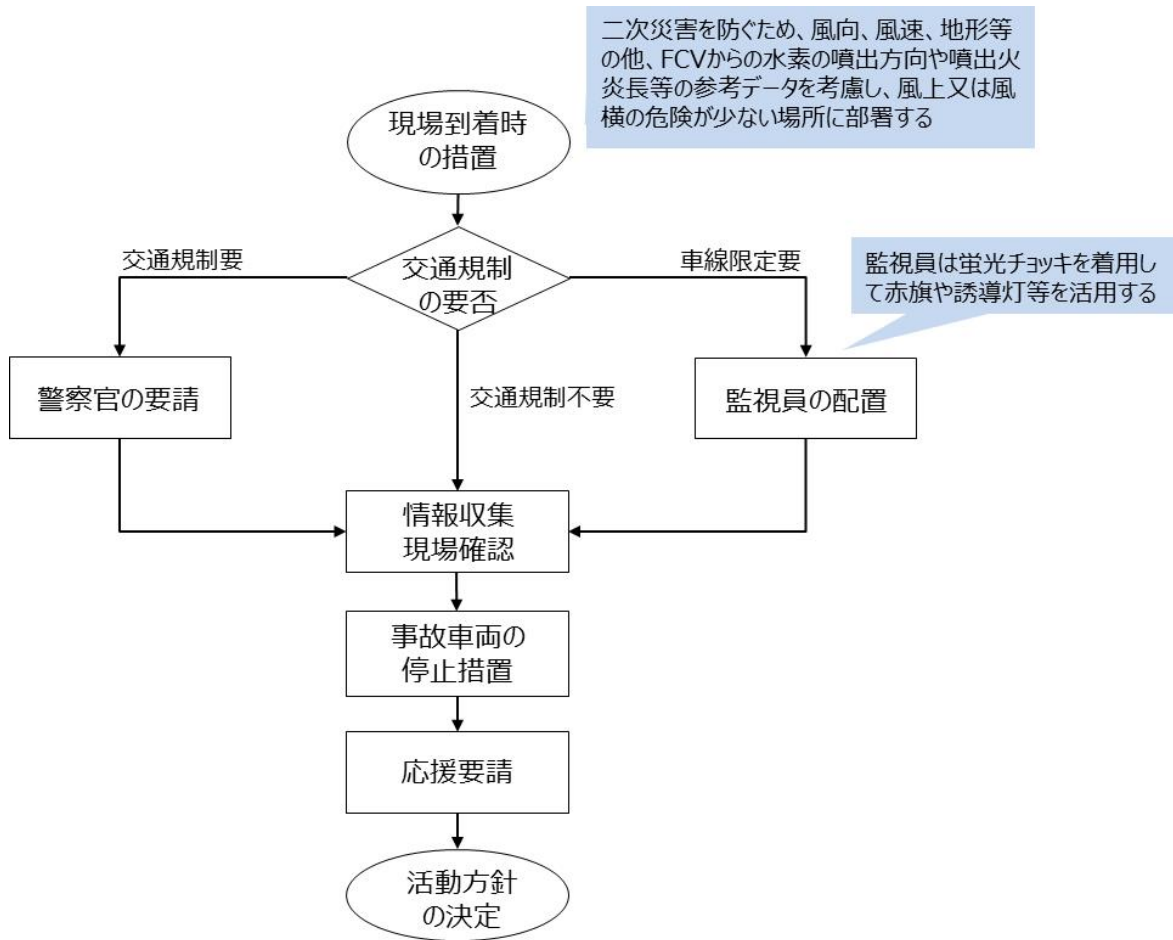 二次災害を防ぐため、風向、風速、地形等
の他、FCVからの水素の噴出方向や噴出火
炎長等の参考データを考慮し、風上又は風
横の危険が少ない場所に部署する
現場到着時
の措置
交通規制要
交通規制
の要否
車線限定要
監視員は蛍光チョッキを着用し
て赤旗や誘導灯等を活用する
警察官の要請
交通規制不要
監視員の配置
情報収集
現場確認
事故車両の
停止措置
応援要請
活動方針
の決定